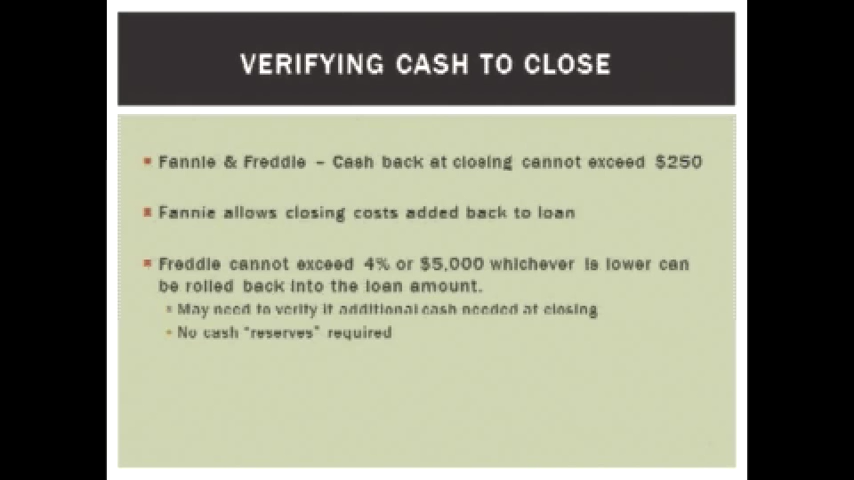 VERIFYING CASH TO CLOSE
Fannie & Freddie – Cash back at closing cannot exceed $250
Fannie allows closing costs added back to loan
Freddie cannot exceed 4% or $5,000 whichever is lower can
be rolled back into the loan amount.
May need to verify if additional cash needed at closing
No cash "reserves" required